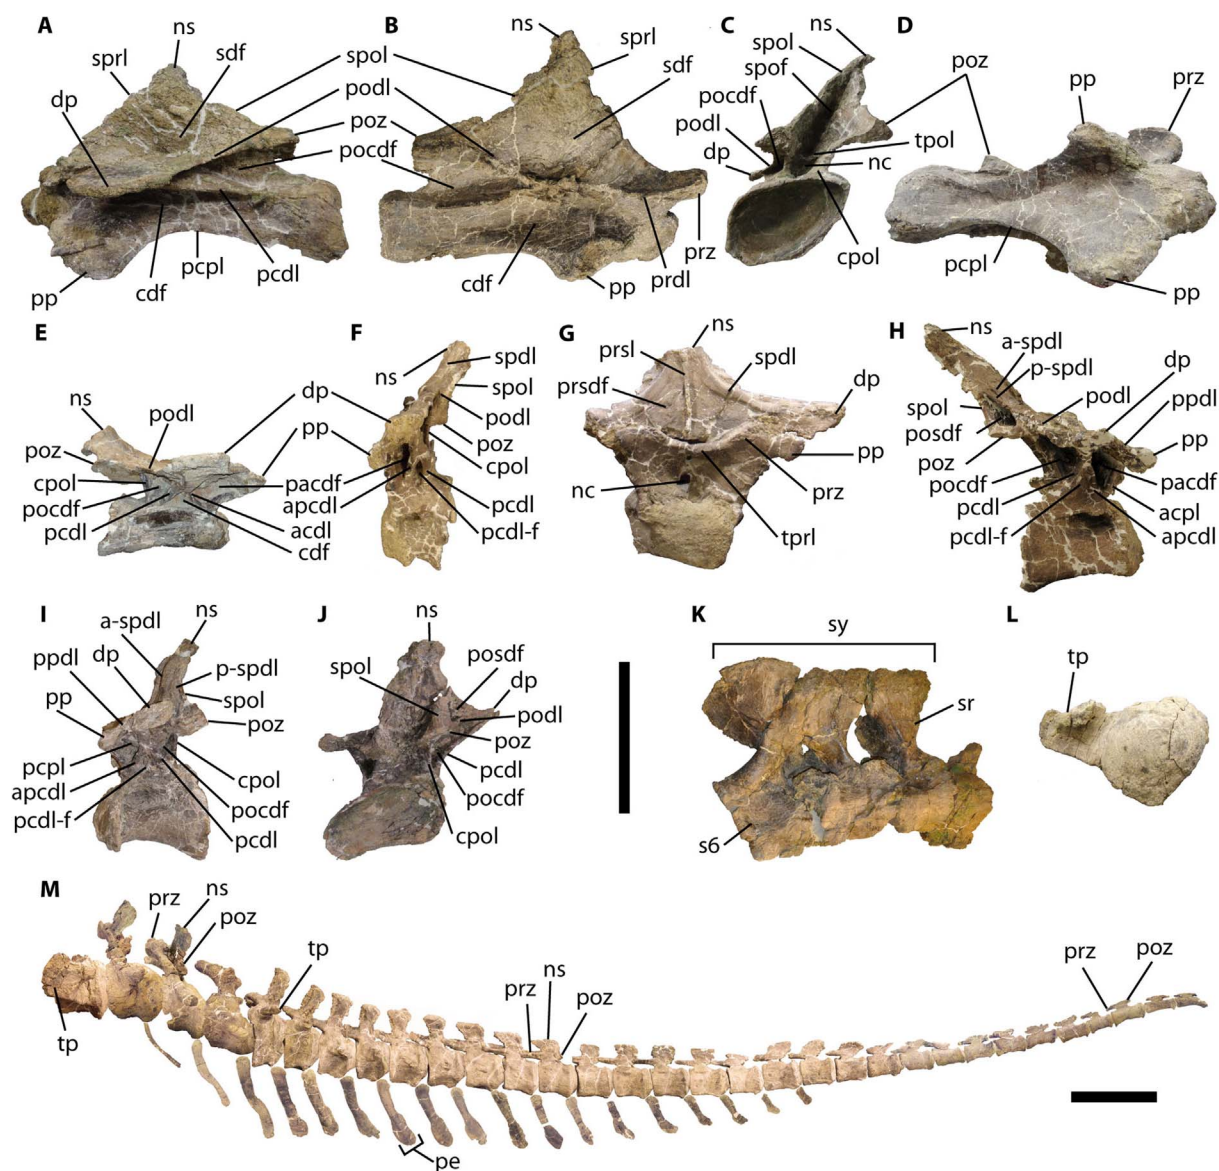 A
ns
sprl
sdf
dp
spol
podl
poz
pocdf
pp
cdf
pcpl
pcdl
B
ns
sprl
sdf
cdf
pp
prdl
prz
C
ns
spol
spof
pocdf
podl
dp
poz
tpol
nc
cpol
D
pp
prz
pcpl
pp
E
ns
podl
dp
poz
pp
cpol
pocdf
pcdl
pacdf
apcdl
acdl
cdf
F
ns
spdl
spol
podl
poz
cpol
pcdl
pcdl-f
G
ns
prsl
spdl
prsdf
dp
pp
nc
prz
tprl
H
ns
a-spdl
p-spdl
dp
podl
ppdl
spol
posdf
pp
poz
pocdf
pacdf
pcdl
acpl
pcdl-f
apcdl
I
ns
a-spdl
dp
p-spdl
ppdl
spol
pp
poz
pcpl
cpol
apcdl
pocdf
pcdl-f
pcdl
J
ns
spol
posdf
dp
podl
poz
pcdl
pocdf
cpol
K
sy
sr
s6
L
tp
M
ns
prz
poz
tp
tp
ns
prz
poz
prz
poz
pe